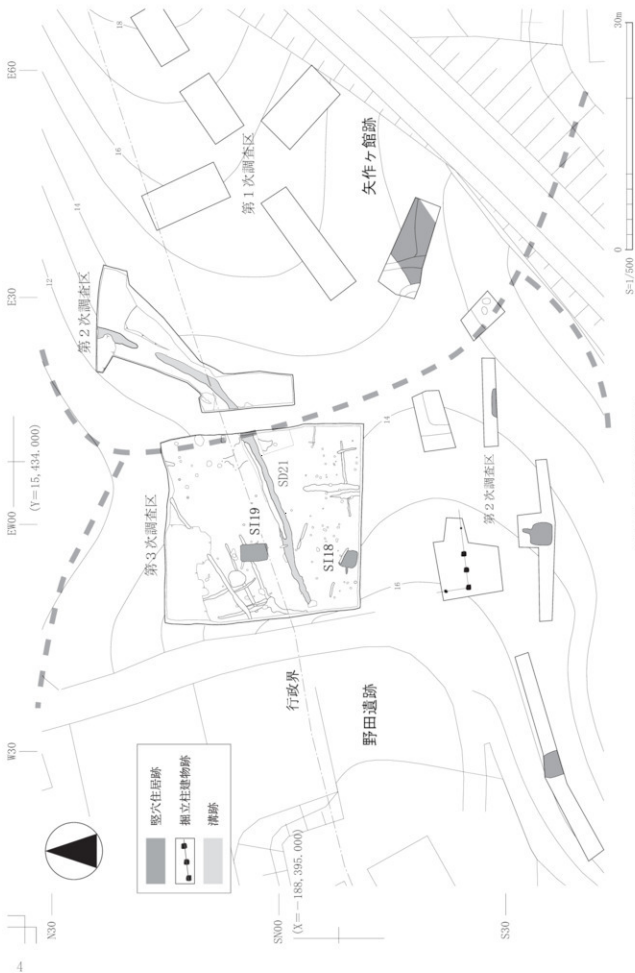 4
N30
SN00
(X=-188,395.000)
S30
W30
EW00
(Y=15,434.000)
E30
E60
竪穴住居跡
掘立柱建物跡
溝跡
行政界
野田遺跡
第3次調査区
SI19
SI18
SD21
第2次調査区
第2次調査区
第1次調査区
矢作ヶ館跡
12
14
16
18
14
16
0
30m
S=1/500